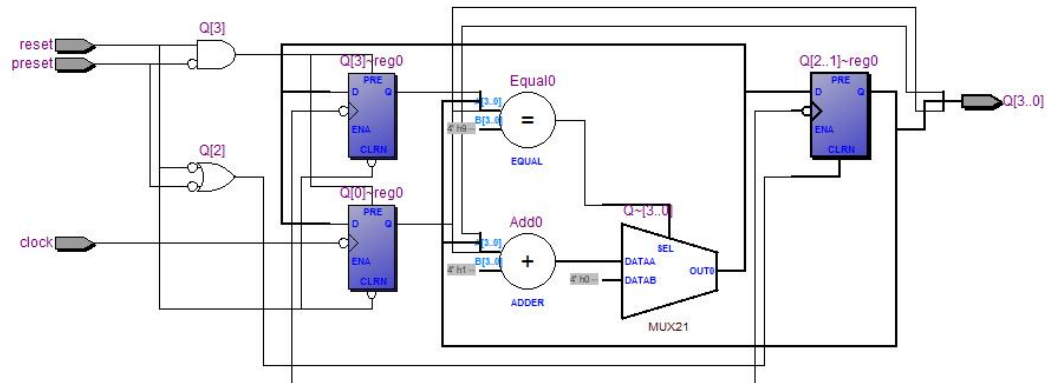 reset
preset
clock
Q[3]
Q[2]
Q[3]~reg0
PRE
D
Q
ENA
CLRN
Q[0]~reg0
PRE
D
Q
ENA
CLRN
Equal0
[3..0]
B[3..0]
4' h9 --
=
EQUAL
Add0
[3..0]
B[3..0]
4' h1 --
+
ADDER
Q~[3..0]
SEL
DATAA
DATAB
OUT0
4' h0 --
MUX21
Q[2..1]~reg0
PRE
D
Q
ENA
CLRN
Q[3..0]